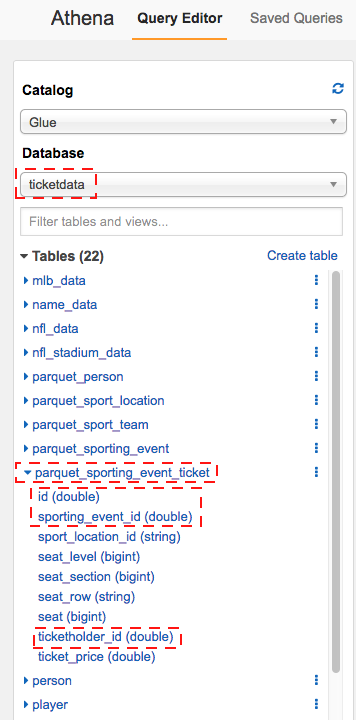 Athena Query Editor Saved Queries
Catalog
Glue
Database
ticketdata
Filter tables and views...
Tables (22) Create table
mlb_data
name_data
nfl_data
nfl_stadium_data
parquet_person
parquet_sport_location
parquet_sport_team
parquet_sporting_event
parquet_sporting_event_ticket
id (double)
sporting_event_id (double)
sport_location_id (string)
seat_level (bigint)
seat_section (bigint)
seat_row (string)
seat (bigint)
ticketholder_id (double)
ticket_price (double)
person
player